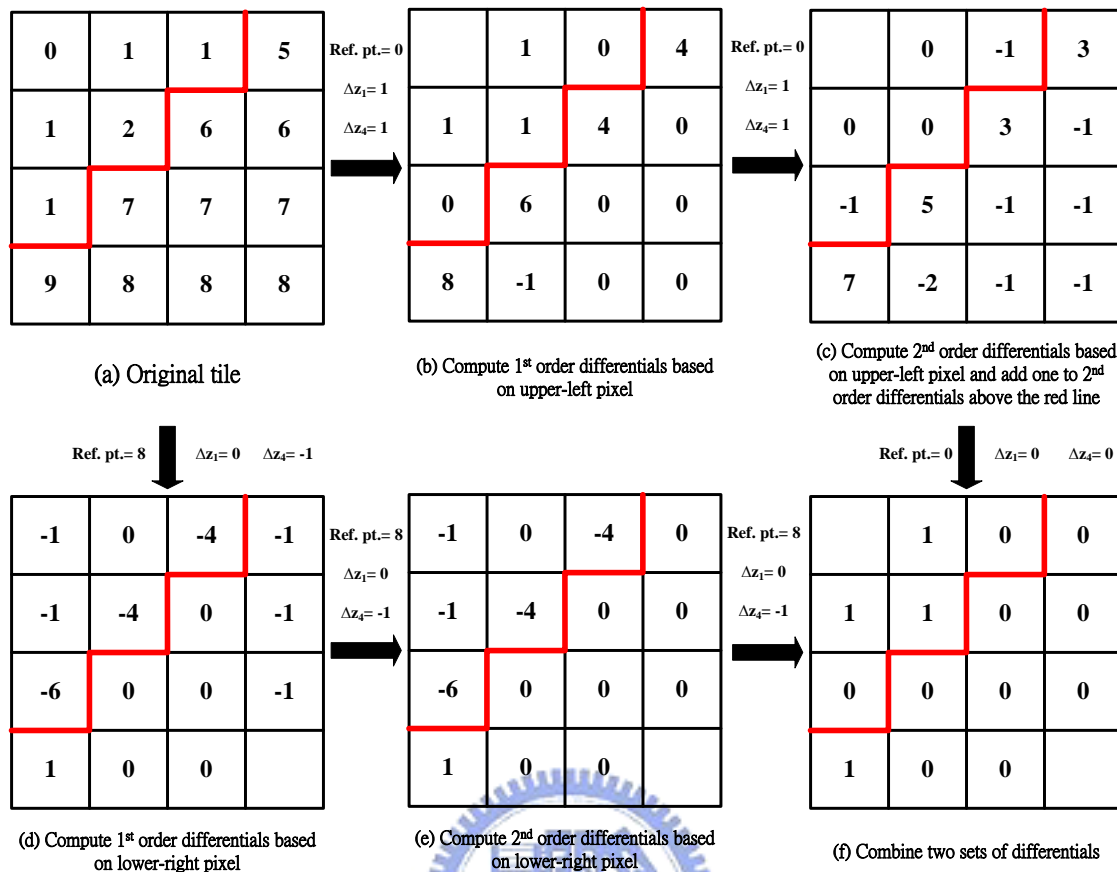 0 1 1 5
1 2 6 6
1 7 7 7
9 8 8 8
(a) Original tile
Ref. pt.= 0
Δz₁= 1
Δz₄= 1
1 0 4
1 1 4 0
0 6 0 0
8 -1 0 0
(b) Compute 1st order differentials based
on upper-left pixel
Ref. pt.= 0
Δz₁= 1
Δz₄= 1
0 -1 3
0 0 3 -1
-1 5 -1 -1
7 -2 -1 -1
(c) Compute 2nd order differentials based
on upper-left pixel and add one to 2nd
order differentials above the red line
Ref. pt.= 8 Δz₁= 0 Δz₄= -1
Ref. pt.= 0 Δz₁= 0 Δz₄= 0
-1 0 -4 -1
-1 -4 0 -1
-6 0 0 -1
1 0 0
(d) Compute 1st order differentials based
on lower-right pixel
Ref. pt.= 8
Δz₁= 0
Δz₄= -1
-1 0 -4 0
-1 -4 0 0
-6 0 0 0
1 0 0
(e) Compute 2nd order differentials based
on lower-right pixel
Ref. pt.= 8
Δz₁= 0
Δz₄= -1
1 0 0
1 1 0 0
0 0 0 0
1 0 0
(f) Combine two sets of differentials